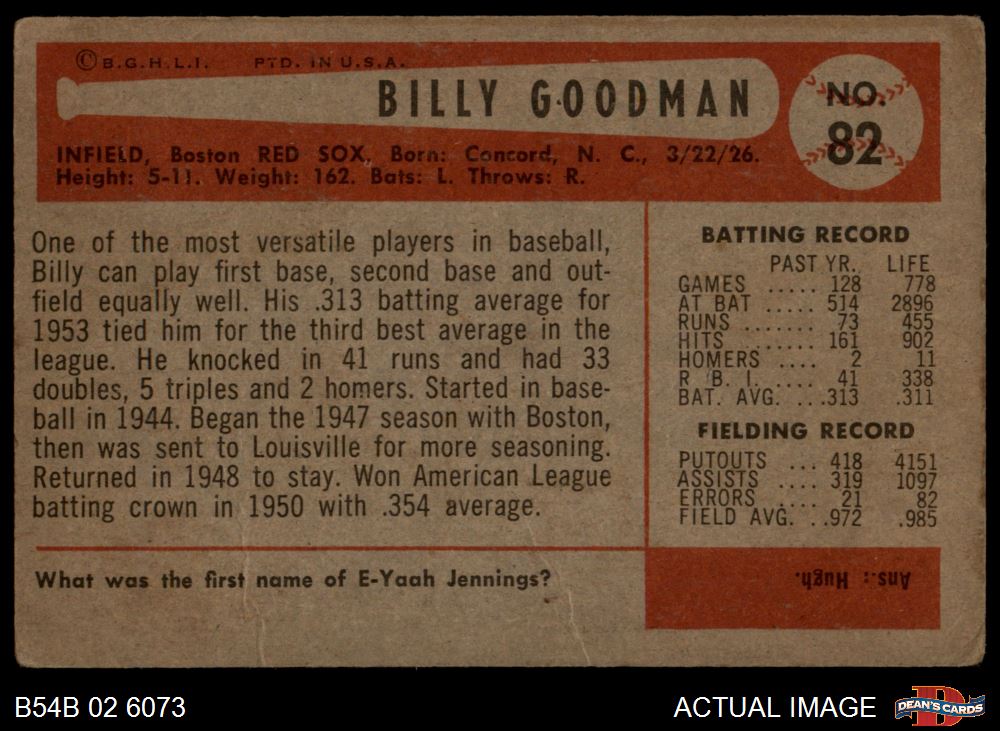 © B.G.H.L.I. PTD. IN U.S.A.
BILLY GOODMAN
NO.
82
INFIELD, Boston RED SOX, Born: Concord, N. C., 3/22/26.
Height: 5-11. Weight: 162. Bats: L. Throws: R.
One of the most versatile players in baseball,
Billy can play first base, second base and out-
field equally well. His .313 batting average for
1953 tied him for the third best average in the
league. He knocked in 41 runs and had 33
doubles, 5 triples and 2 homers. Started in base-
ball in 1944. Began the 1947 season with Boston,
then was sent to Louisville for more seasoning.
Returned in 1948 to stay. Won American League
batting crown in 1950 with .354 average.
BATTING RECORD
PAST YR. LIFE
GAMES ..... 128 778
AT BAT ..... 514 2896
RUNS ....... 73 455
HITS ....... 161 902
HOMERS .... 2 11
R. B. I. .... 41 338
BAT. AVG. ... .313 .311
FIELDING RECORD
PUTOUTS ... 418 4151
ASSISTS .... 319 1097
ERRORS .... 21 82
FIELD AVG. . .972 .985
What was the first name of E-Yaah Jennings?
Ans.: Hugh.
B54B 02 6073
ACTUAL IMAGE
D
DEAN'S CARDS